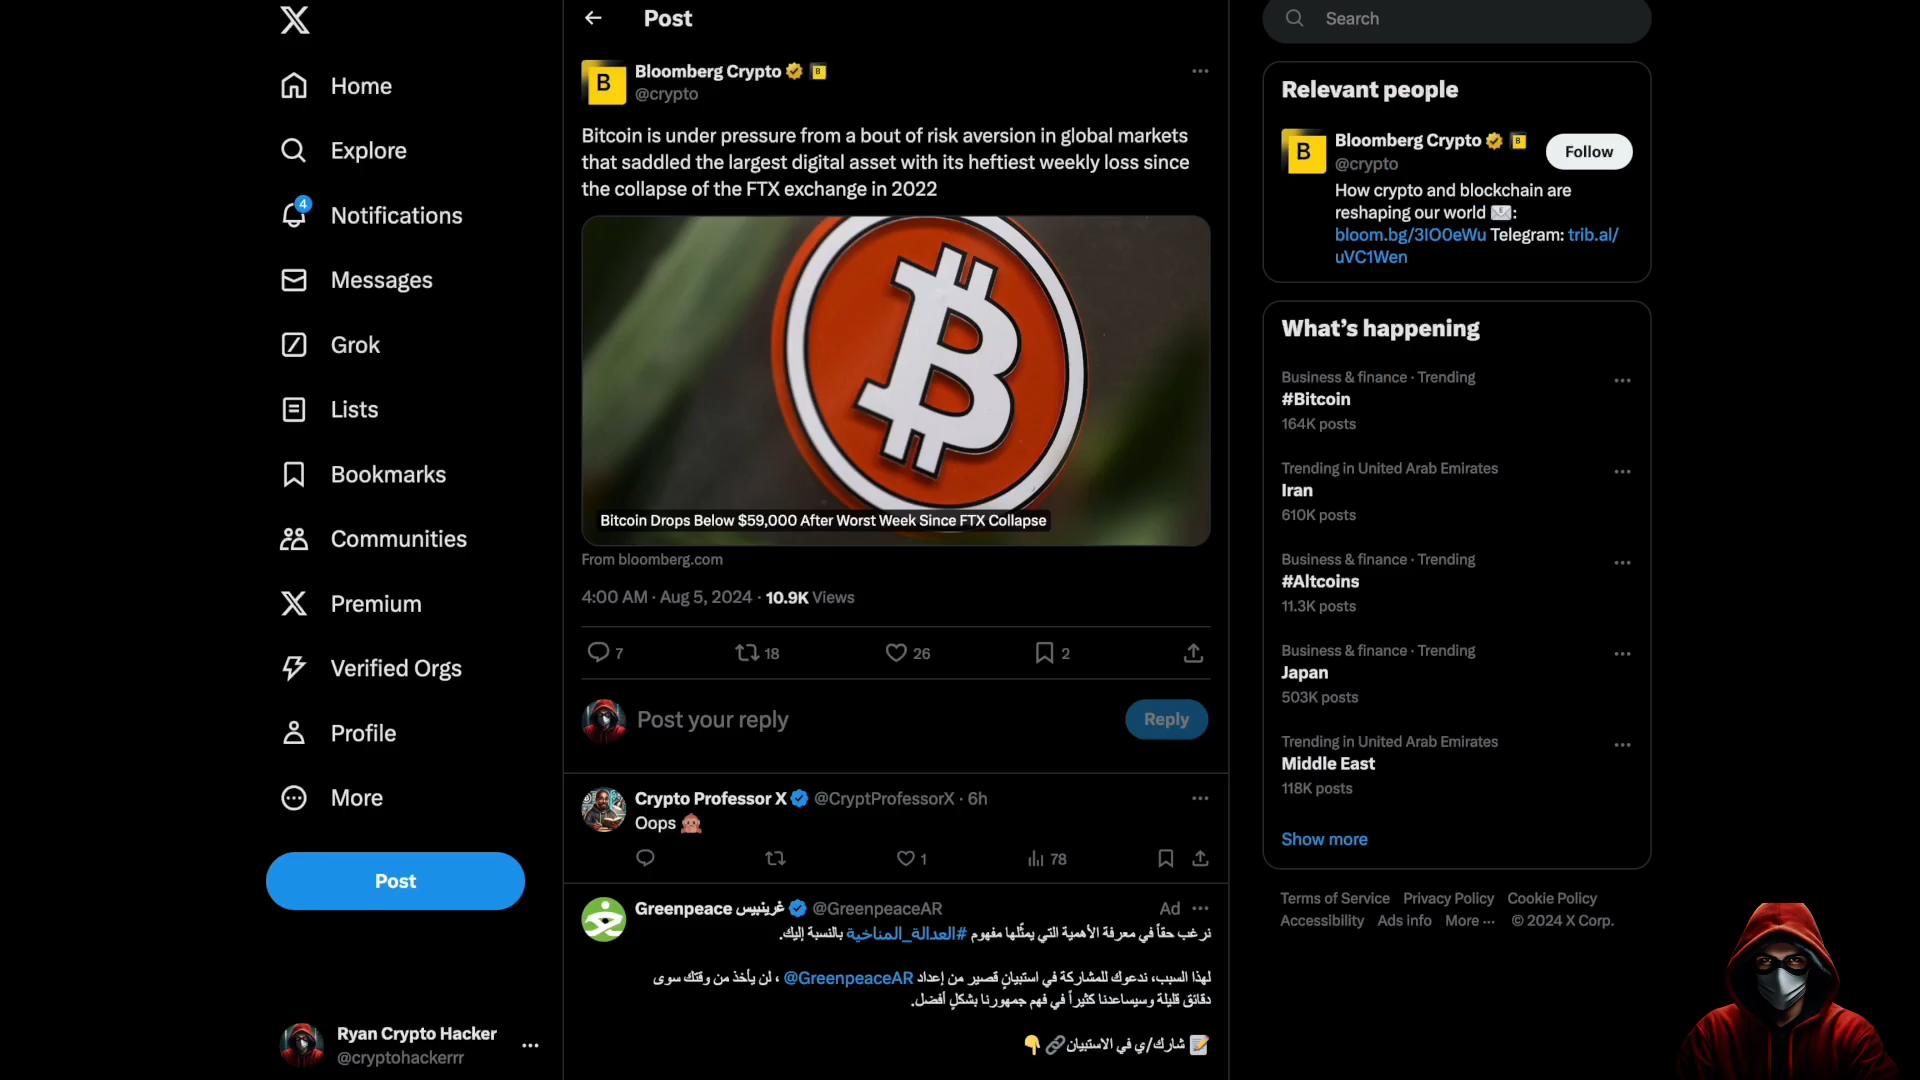 Home
Explore
4
Notifications
Messages
Grok
Lists
Bookmarks
Communities
Premium
Verified Orgs
Profile
More
Post
Ryan Crypto Hacker
@cryptohackerrr
Post
B
Bloomberg Crypto B
@crypto
Bitcoin is under pressure from a bout of risk aversion in global markets
that saddled the largest digital asset with its heftiest weekly loss since
the collapse of the FTX exchange in 2022
Bitcoin Drops Below $59,000 After Worst Week Since FTX Collapse
From bloomberg.com
4:00 AM · Aug 5, 2024 · 10.9K Views
7 18 26 2
Post your reply
Reply
Crypto Professor X @CryptProfessorX · 6h
Oops 🙊
1 78
Greenpeace غرينبيس @GreenpeaceAR Ad
نرغب حقاً في معرفة الأهمية التي يمثّلها مفهوم #العدالة_المناخية بالنسبة إليك.
لهذا السبب، ندعوك للمشاركة في استبيانٍ قصير من إعداد @GreenpeaceAR ، لن يأخذ من وقتك سوى
دقائق قليلة وسيساعدنا كثيراً في فهم جمهورنا بشكلٍ أفضل.
📝 شارك/ي في الاستبيان🔗👇
Search
Relevant people
B
Bloomberg Crypto B
@crypto
Follow
How crypto and blockchain are
reshaping our world 📨:
bloom.bg/3IO0eWu Telegram: trib.al/
uVC1Wen
What’s happening
Business & finance · Trending
#Bitcoin
164K posts
Trending in United Arab Emirates
Iran
610K posts
Business & finance · Trending
#Altcoins
11.3K posts
Business & finance · Trending
Japan
503K posts
Trending in United Arab Emirates
Middle East
118K posts
Show more
Terms of Service Privacy Policy Cookie Policy
Accessibility Ads info More ··· © 2024 X Corp.